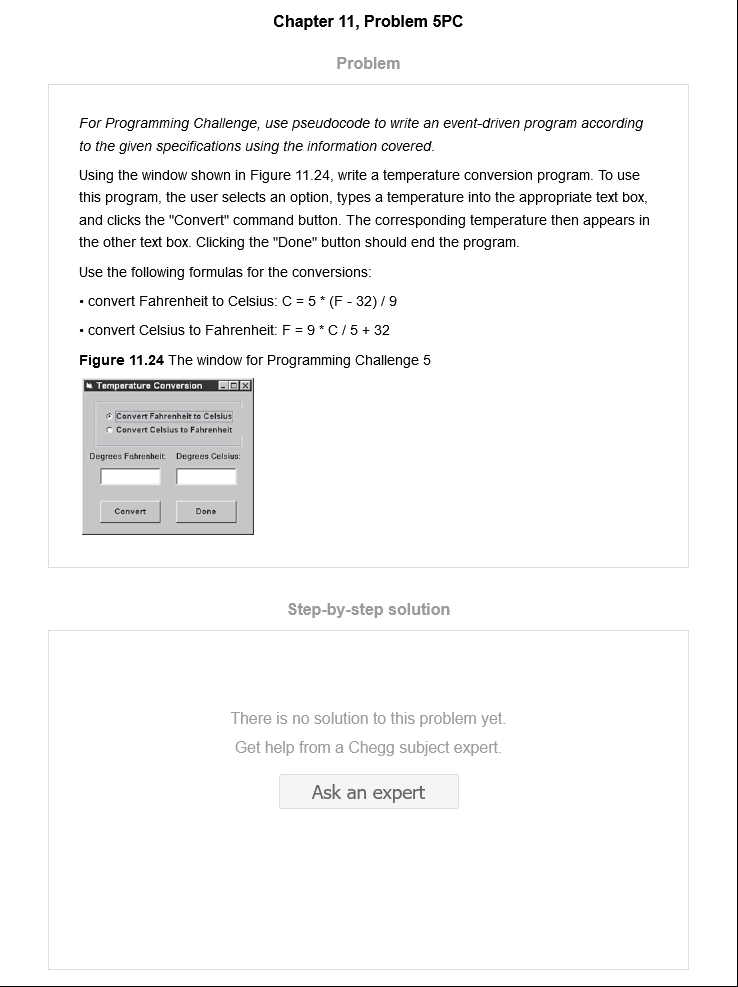 Chapter 11, Problem 5PC
Problem
For Programming Challenge, use pseudocode to write an event-driven program according
to the given specifications using the information covered.
Using the window shown in Figure 11.24, write a temperature conversion program. To use
this program, the user selects an option, types a temperature into the appropriate text box,
and clicks the "Convert" command button. The corresponding temperature then appears in
the other text box. Clicking the "Done" button should end the program.
Use the following formulas for the conversions:
• convert Fahrenheit to Celsius: C = 5 * (F - 32) / 9
• convert Celsius to Fahrenheit: F = 9 * C / 5 + 32
Figure 11.24 The window for Programming Challenge 5
Temperature Conversion
Convert Fahrenheit to Celsius
Convert Celsius to Fahrenheit
Degrees Fahrenheit: Degrees Celsius:
Convert Done
Step-by-step solution
There is no solution to this problem yet.
Get help from a Chegg subject expert.
Ask an expert